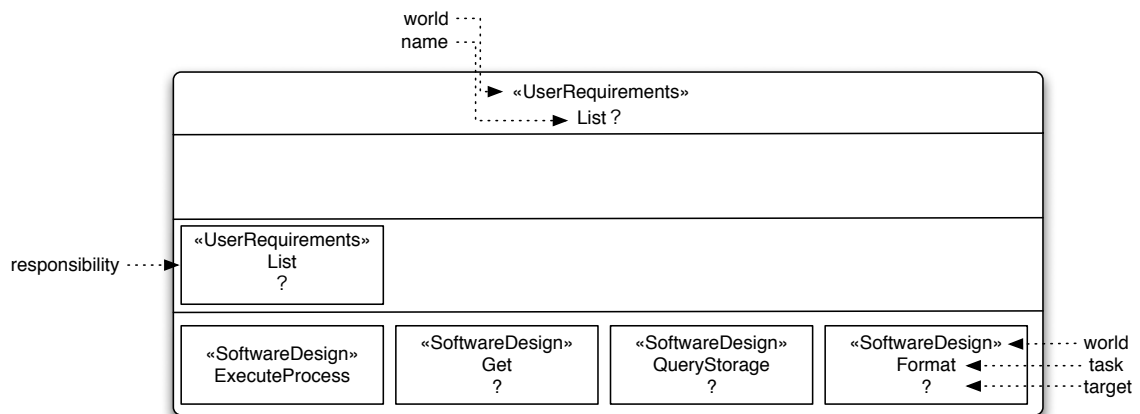 world
name
«UserRequirements»
List ?
«UserRequirements»
List
?
responsibility
«SoftwareDesign»
ExecuteProcess
«SoftwareDesign»
Get
?
«SoftwareDesign»
QueryStorage
?
«SoftwareDesign»
Format
?
world
task
target